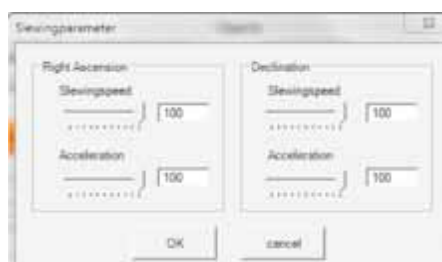 Slewingparameter
Right Ascension
Slewingspeed
100
Acceleration
100
Declination
Slewingspeed
100
Acceleration
100
OK
cancel